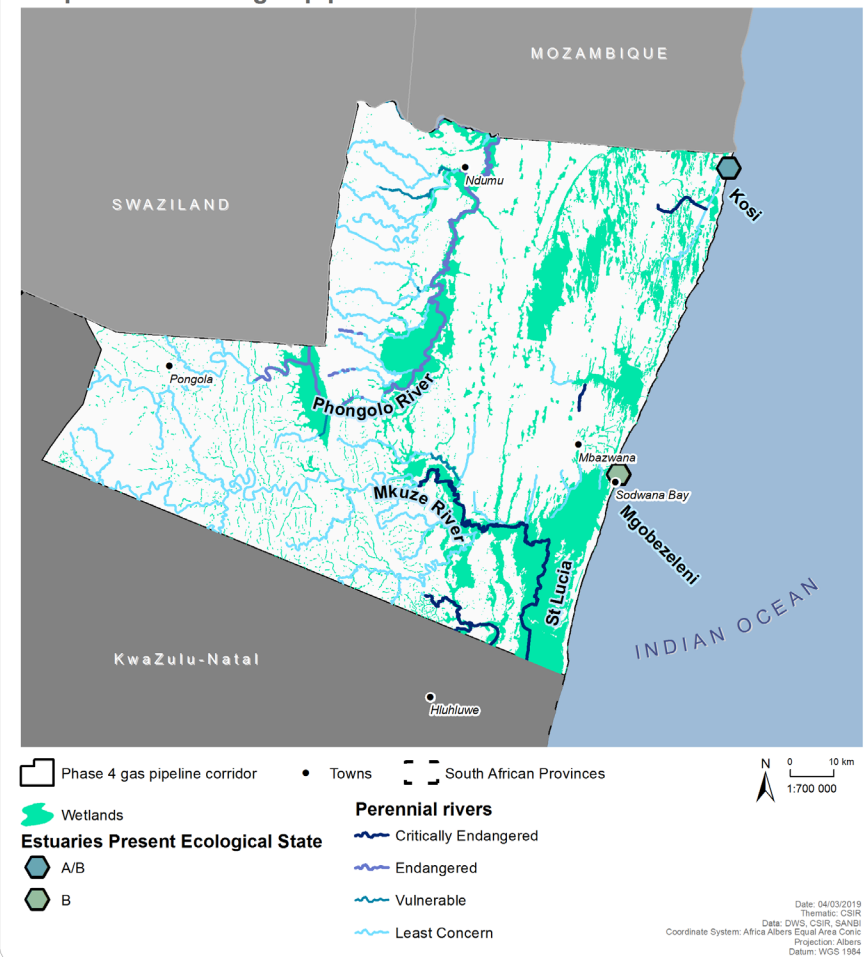 MOZAMBIQUE
SWAZILAND
Ndumu
Kosi
Pongola
Phongolo River
Mbazwana
Sodwana Bay
Mkuze River
Mgobezeleni
St Lucia
INDIAN OCEAN
KwaZulu-Natal
Hluhluwe
Phase 4 gas pipeline corridor
Towns
South African Provinces
N
0 10 km
1:700 000
Wetlands
Estuaries Present Ecological State
A/B
B
Perennial rivers
Critically Endangered
Endangered
Vulnerable
Least Concern
Date: 04/03/2019
Thematic: CSIR
Data: DWS, CSIR, SANBI
Coordinate System: Africa Albers Equal Area Conic
Projection: Albers
Datum: WGS 1984